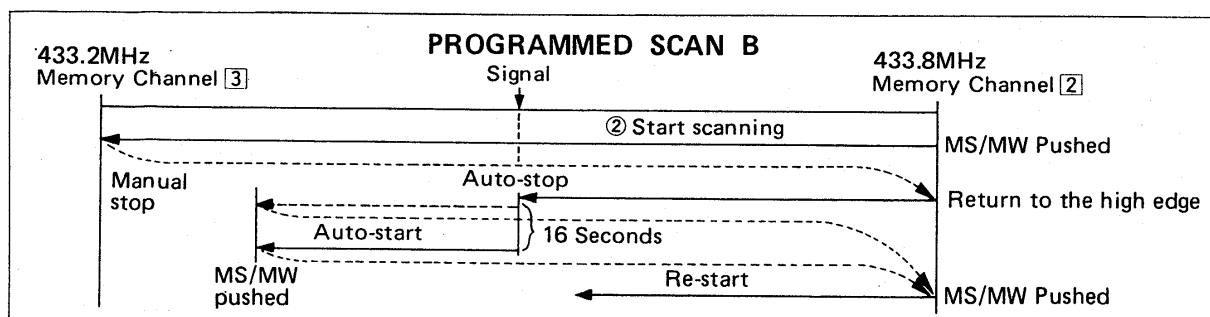 PROGRAMMED SCAN B
433.2MHz
Memory Channel 3
Signal
433.8MHz
Memory Channel 2
② Start scanning
MS/MW Pushed
Manual
stop
Auto-stop
Return to the high edge
Auto-start
16 Seconds
MS/MW
pushed
Re-start
MS/MW Pushed